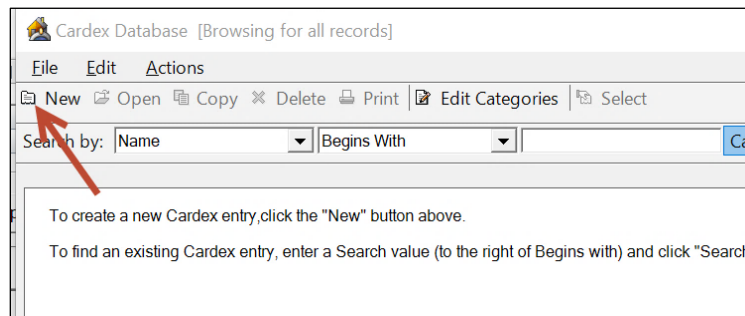 Cardex Database [Browsing for all records]
File Edit Actions
New Open Copy Delete Print Edit Categories Select
Search by: Name Begins With
To create a new Cardex entry,click the "New" button above.
To find an existing Cardex entry, enter a Search value (to the right of Begins with) and click "Search